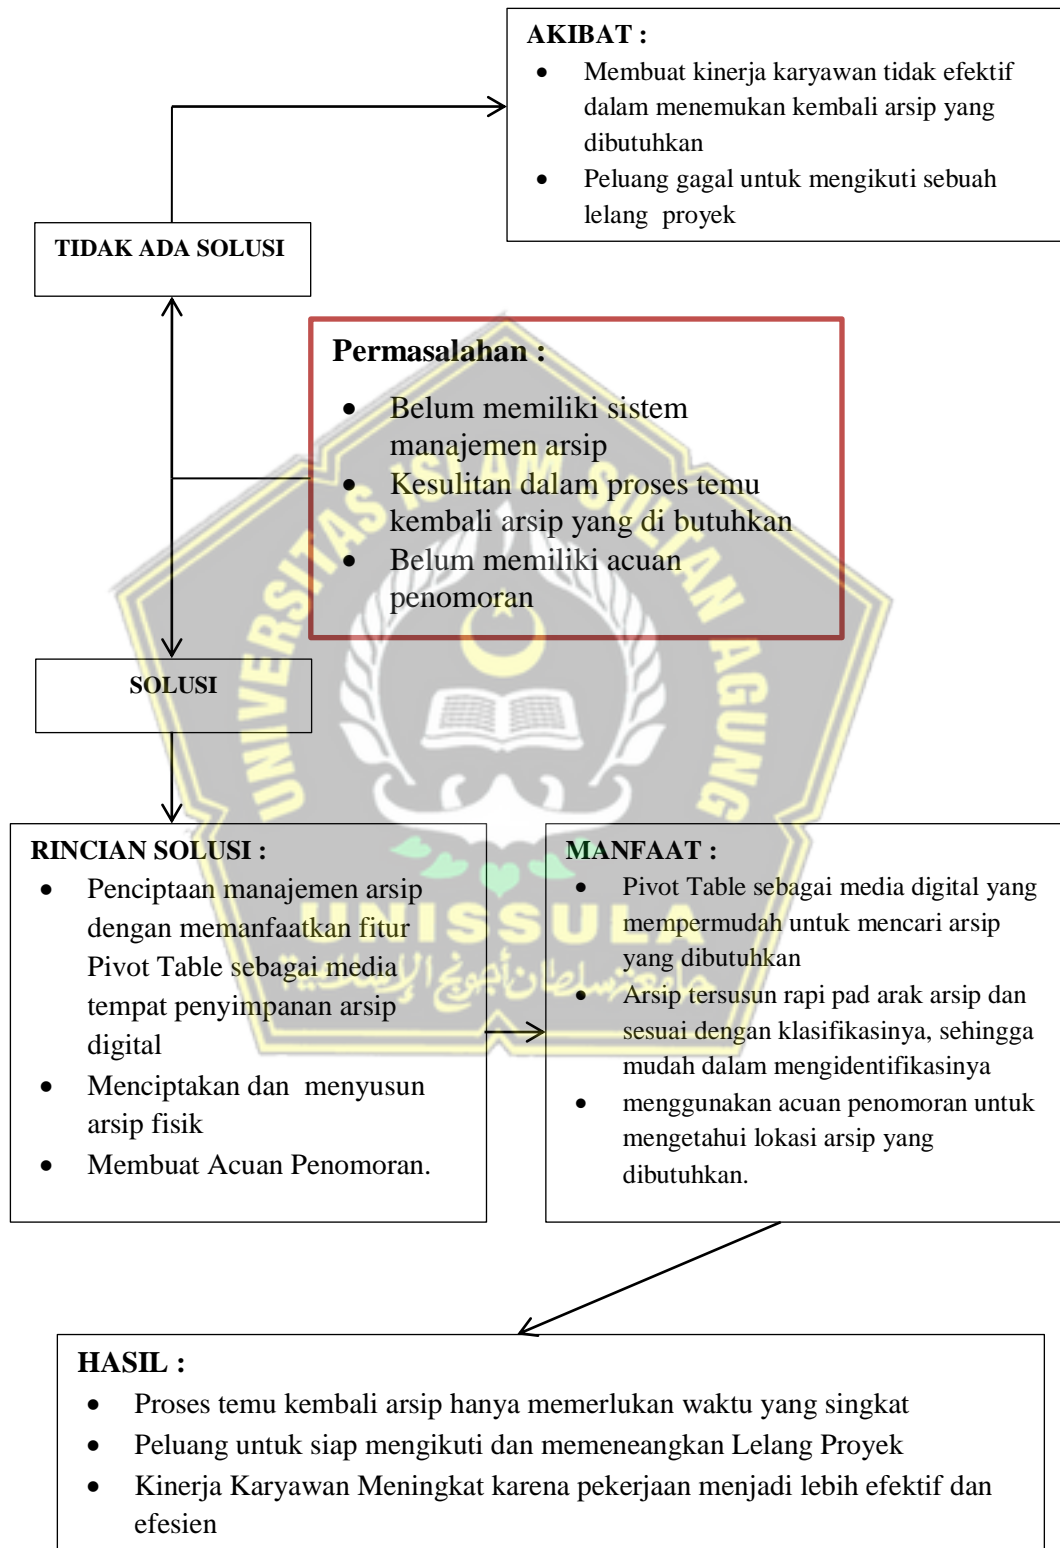 AKIBAT :
• Membuat kinerja karyawan tidak efektif
dalam menemukan kembali arsip yang
dibutuhkan
• Peluang gagal untuk mengikuti sebuah
lelang proyek
TIDAK ADA SOLUSI
Permasalahan :
• Belum memiliki sistem
manajemen arsip
• Kesulitan dalam proses temu
kembali arsip yang di butuhkan
• Belum memiliki acuan
penomoran
SOLUSI
RINCIAN SOLUSI :
• Penciptaan manajemen arsip
dengan memanfaatkan fitur
Pivot Table sebagai media
tempat penyimpanan arsip
digital
• Menciptakan dan menyusun
arsip fisik
• Membuat Acuan Penomoran.
MANFAAT :
• Pivot Table sebagai media digital yang
mempermudah untuk mencari arsip
yang dibutuhkan
• Arsip tersusun rapi pad arak arsip dan
sesuai dengan klasifikasinya, sehingga
mudah dalam mengidentifikasinya
• menggunakan acuan penomoran untuk
mengetahui lokasi arsip yang
dibutuhkan.
HASIL :
• Proses temu kembali arsip hanya memerlukan waktu yang singkat
• Peluang untuk siap mengikuti dan memeneangkan Lelang Proyek
• Kinerja Karyawan Meningkat karena pekerjaan menjadi lebih efektif dan
efesien
UNIVERSITAS ISLAM SULTAN AGUNG
UNISSULA
جامعة سلطان أجونج الإسلامية